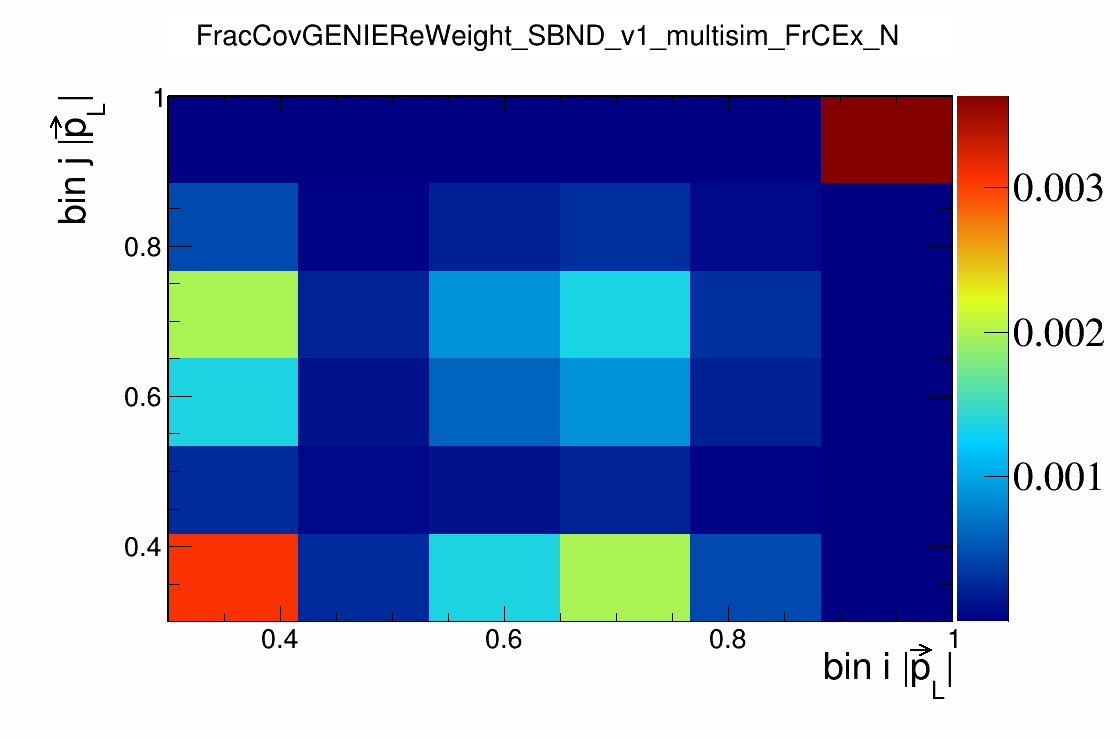 FracCovGENIEReWeight_SBND_v1_multisim_FrCEx_N
bin j |p⃗_L|
1
0.8
0.6
0.4
0.003
0.002
0.001
0.4 0.6 0.8 1
bin i |p⃗_L|